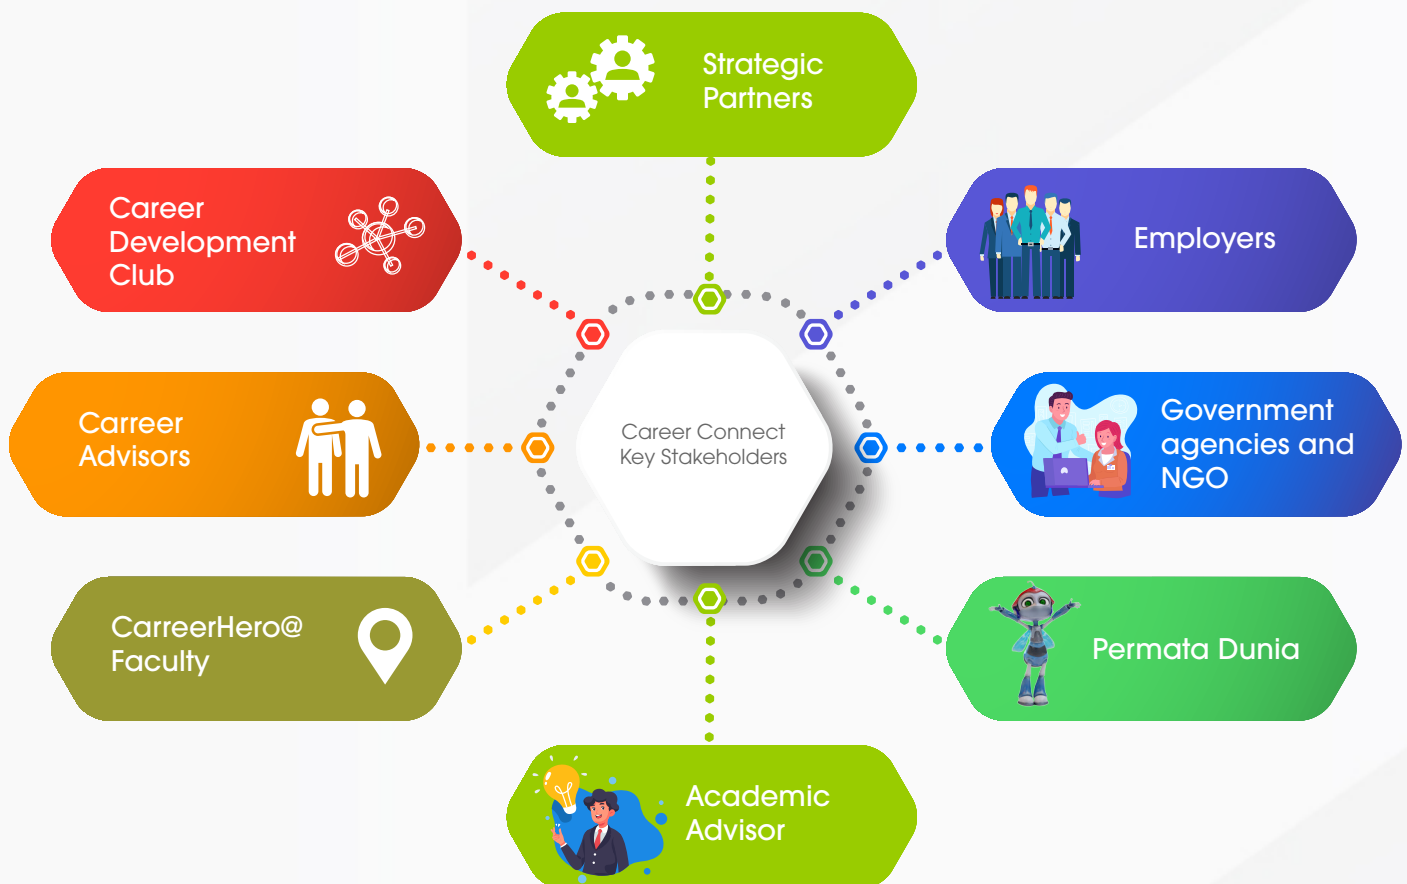 Strategic
Partners
Career
Development
Club
Employers
Carreer
Advisors
Career Connect
Key Stakeholders
Government
agencies and
NGO
CarreerHero@
Faculty
Permata Dunia
Academic
Advisor